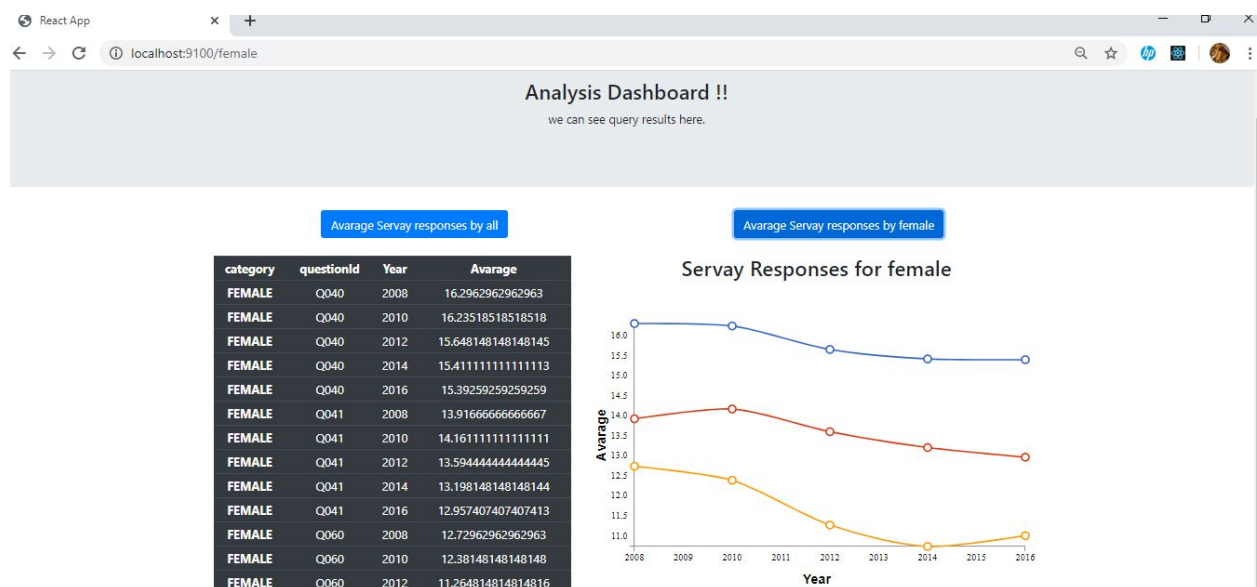 React App
localhost:9100/female
Analysis Dashboard !!
we can see query results here.
Avarage Servay responses by all
Avarage Servay responses by female
category questionId Year Avarage
FEMALE Q040 2008 16.2962962962963
FEMALE Q040 2010 16.23518518518518
FEMALE Q040 2012 15.648148148148145
FEMALE Q040 2014 15.411111111111113
FEMALE Q040 2016 15.39259259259259
FEMALE Q041 2008 13.91666666666667
FEMALE Q041 2010 14.161111111111111
FEMALE Q041 2012 13.594444444444445
FEMALE Q041 2014 13.198148148148144
FEMALE Q041 2016 12.957407407407413
FEMALE Q060 2008 12.72962962962963
FEMALE Q060 2010 12.38148148148148
FEMALE Q060 2012 11.264814814814816
Servay Responses for female
16.0
15.5
15.0
14.5
14.0
13.5
13.0
12.5
12.0
11.5
11.0
Avarage
2008 2009 2010 2011 2012 2013 2014 2015 2016
Year
hp